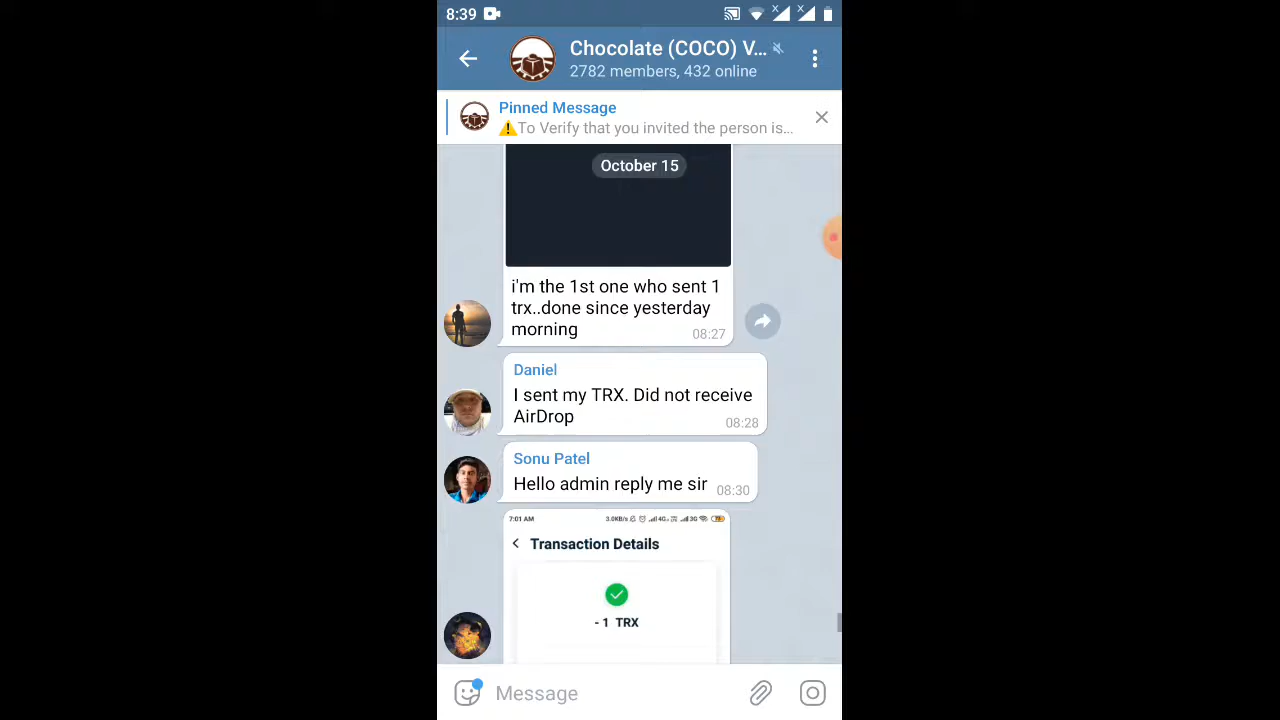 8:39
Chocolate (COCO) V...
2782 members, 432 online
Pinned Message
⚠️To Verify that you invited the person is...
October 15
i'm the 1st one who sent 1
trx..done since yesterday
morning
08:27
Daniel
I sent my TRX. Did not receive
AirDrop
08:28
Sonu Patel
Hello admin reply me sir
08:30
7:01 AM
3.0KB/s
4G
3G
Transaction Details
- 1 TRX
Message